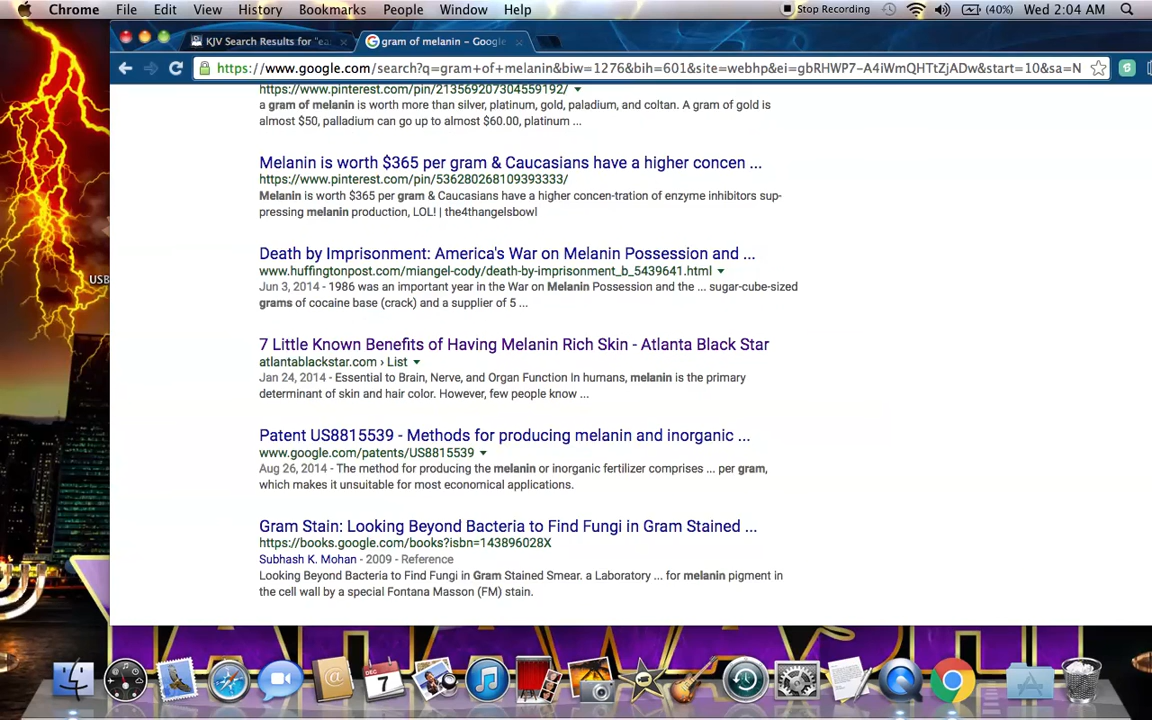 Chrome File Edit View History Bookmarks People Window Help Stop Recording (40%) Wed 2:04 AM
KJV Search Results for "ea gram of melanin - Google
https://www.google.com/search?q=gram+of+melanin&biw=1276&bih=601&site=webhp&ei=gbRHWP7-A4iWmQHTtZjADw&start=10&sa=N
https://www.pinterest.com/pin/213569207304559192/
a gram of melanin is worth more than silver, platinum, gold, paladium, and coltan. A gram of gold is
almost $50, palladium can go up to almost $60.00, platinum ...
Melanin is worth $365 per gram & Caucasians have a higher concen ...
https://www.pinterest.com/pin/536280268109393333/
Melanin is worth $365 per gram & Caucasians have a higher concen-tration of enzyme inhibitors sup-
pressing melanin production, LOL! | the4thangelsbowl
Death by Imprisonment: America's War on Melanin Possession and ...
www.huffingtonpost.com/miangel-cody/death-by-imprisonment_b_5439641.html
Jun 3, 2014 - 1986 was an important year in the War on Melanin Possession and the ... sugar-cube-sized
grams of cocaine base (crack) and a supplier of 5 ...
7 Little Known Benefits of Having Melanin Rich Skin - Atlanta Black Star
atlantablackstar.com › List
Jan 24, 2014 - Essential to Brain, Nerve, and Organ Function In humans, melanin is the primary
determinant of skin and hair color. However, few people know ...
Patent US8815539 - Methods for producing melanin and inorganic ...
www.google.com/patents/US8815539
Aug 26, 2014 - The method for producing the melanin or inorganic fertilizer comprises ... per gram,
which makes it unsuitable for most economical applications.
Gram Stain: Looking Beyond Bacteria to Find Fungi in Gram Stained ...
https://books.google.com/books?isbn=143896028X
Subhash K. Mohan - 2009 - Reference
Looking Beyond Bacteria to Find Fungi in Gram Stained Smear. a Laboratory ... for melanin pigment in
the cell wall by a special Fontana Masson (FM) stain.
USB
DEC
7